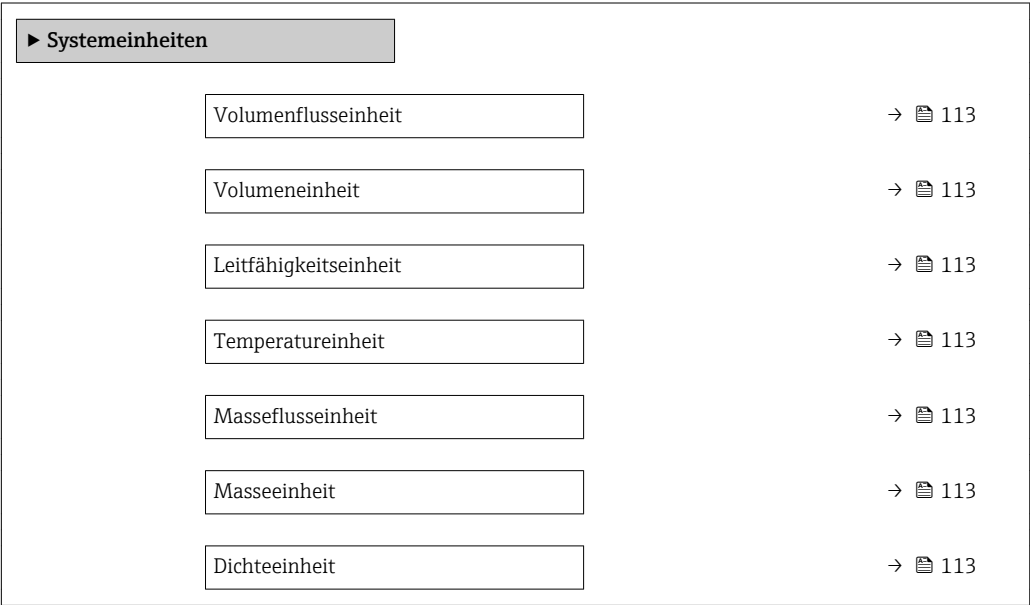 ▶ Systemeinheiten
Volumenflusseinheit → 🖹 113
Volumeneinheit → 🖹 113
Leitfähigkeitseinheit → 🖹 113
Temperatureinheit → 🖹 113
Masseflusseinheit → 🖹 113
Masseeinheit → 🖹 113
Dichteeinheit → 🖹 113